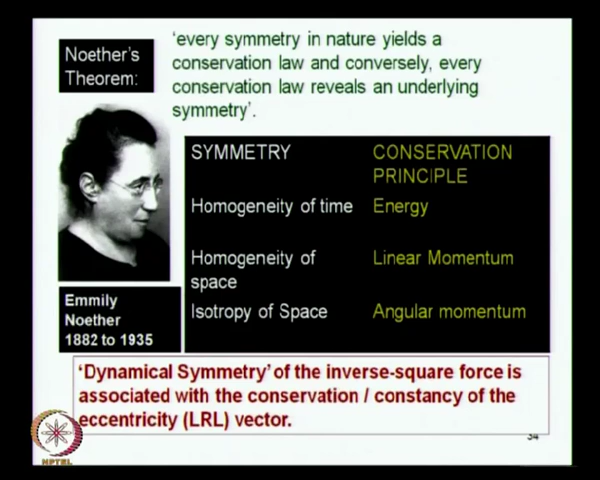 Noether's
Theorem:
'every symmetry in nature yields a
conservation law and conversely, every
conservation law reveals an underlying
symmetry'.
SYMMETRY
CONSERVATION
PRINCIPLE
Homogeneity of time
Energy
Homogeneity of
space
Linear Momentum
Isotropy of Space
Angular momentum
Emmily
Noether
1882 to 1935
'Dynamical Symmetry' of the inverse-square force is
associated with the conservation / constancy of the
eccentricity (LRL) vector.
NPTEL